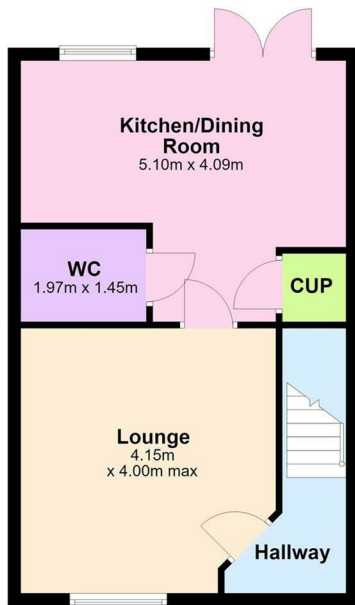 Kitchen/Dining
Room
5.10m x 4.09m
WC
1.97m x 1.45m
CUP
Lounge
4.15m
x 4.00m max
Hallway